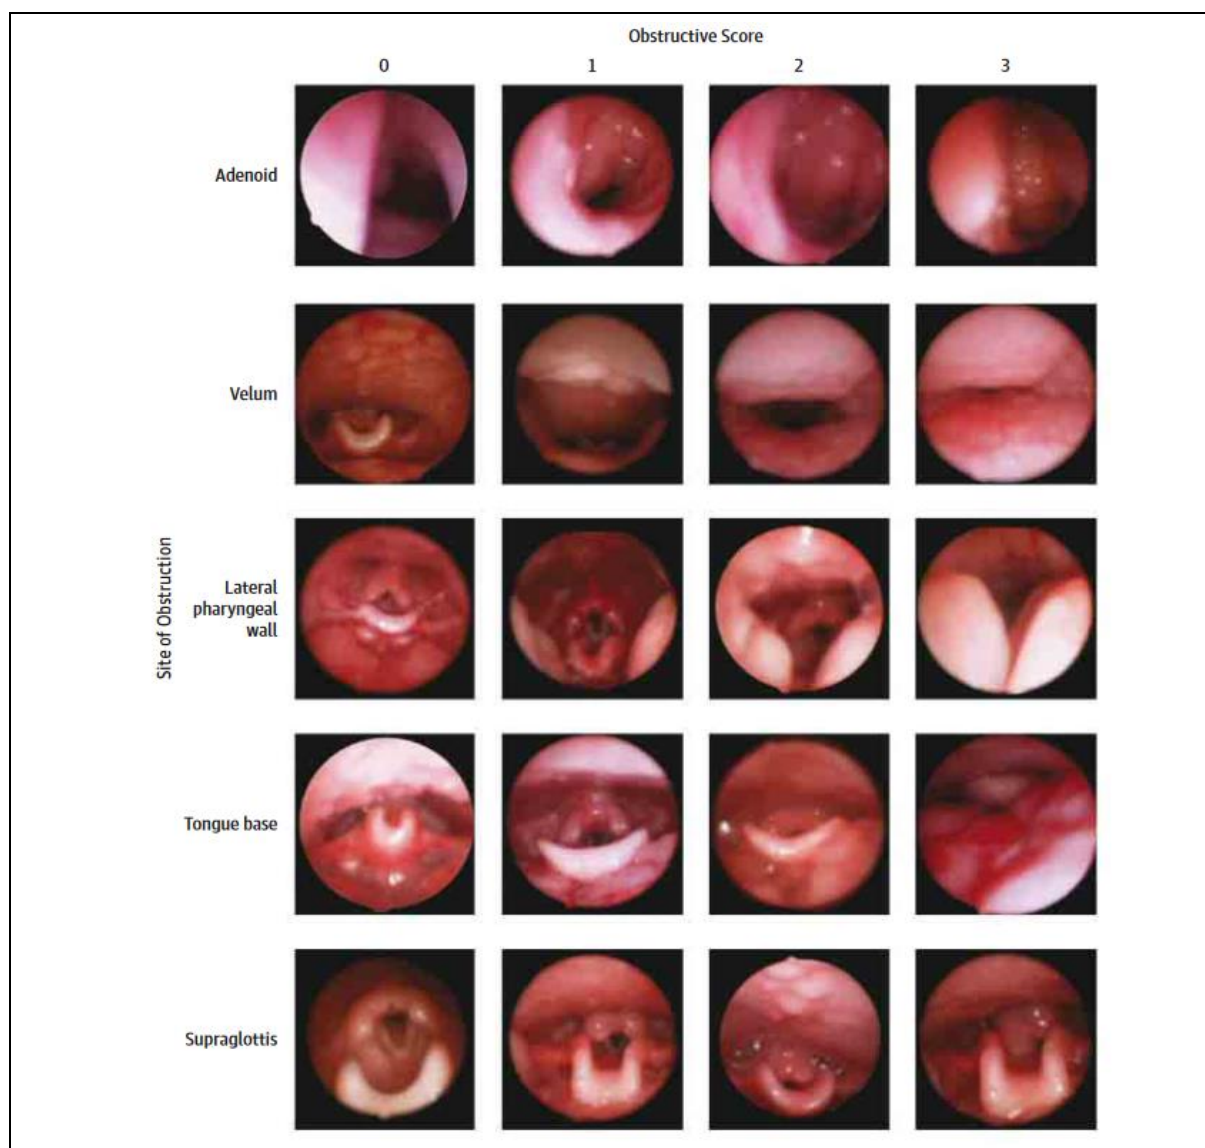 Obstructive Score
0 1 2 3
Adenoid
Velum
Site of Obstruction
Lateral
pharyngeal
wall
Tongue base
Supraglottis